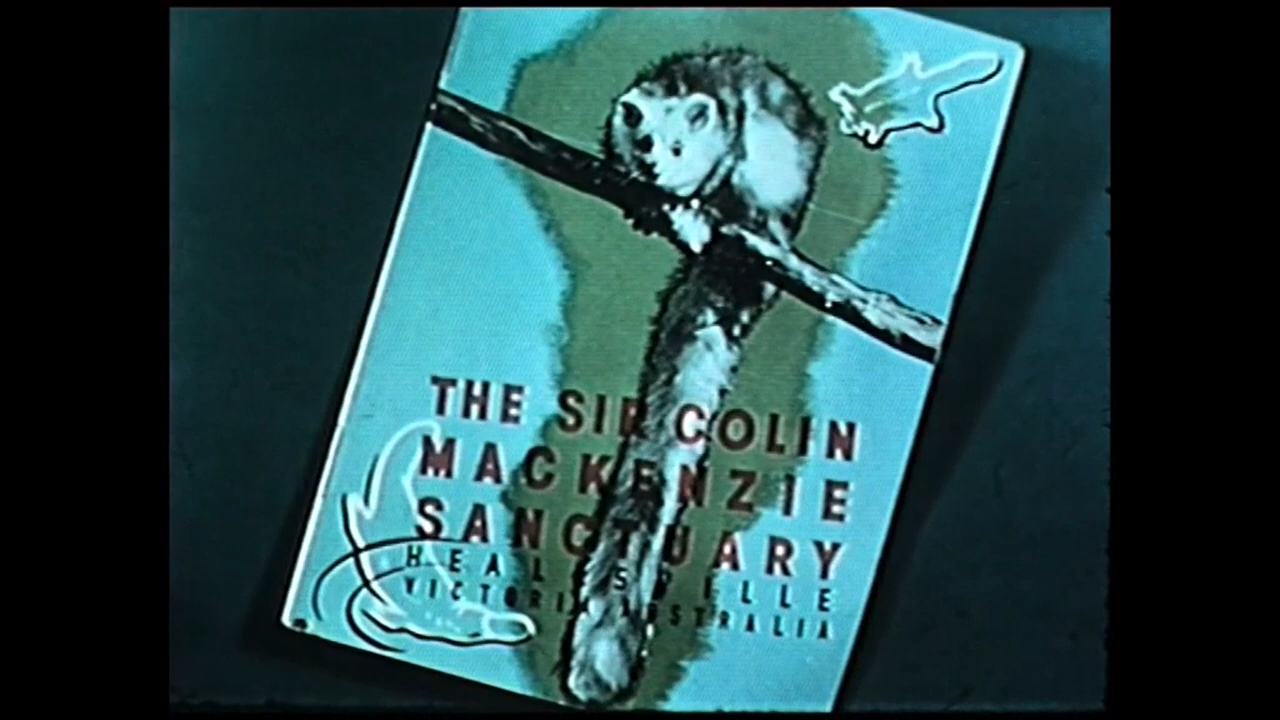 THE SIR COLIN
MACKENZIE
SANCTUARY
HEALESVILLE
VICTORIA AUSTRALIA